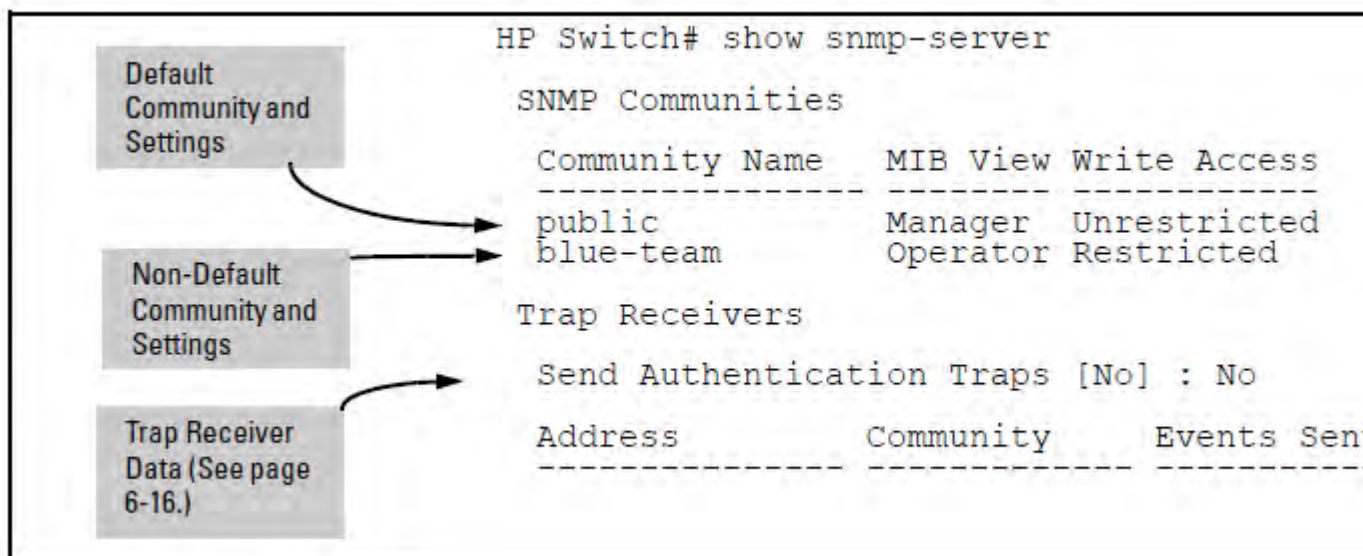 HP Switch# show snmp-server
Default
Community and
Settings
SNMP Communities
Community Name MIB View Write Access
---------------- -------- ------------
public Manager Unrestricted
blue-team Operator Restricted
Non-Default
Community and
Settings
Trap Receivers
Send Authentication Traps [No] : No
Trap Receiver
Data (See page
6-16.)
Address Community Events Sen
--------------- ------------- -----------